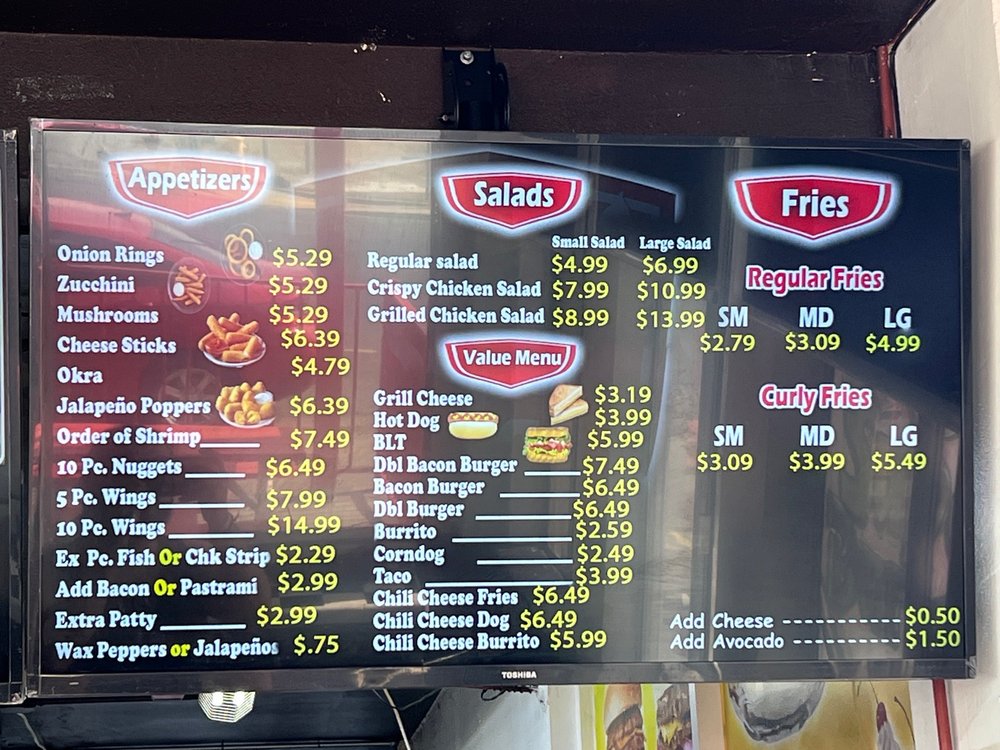 Appetizers
Onion Rings $5.29
Zucchini $5.29
Mushrooms $5.29
Cheese Sticks $6.39
Okra $4.79
Jalapeño Poppers $6.39
Order of Shrimp $7.49
10 Pc. Nuggets $6.49
5 Pc. Wings $7.99
10 Pc. Wings $14.99
Ex Pc. Fish Or Chk Strip $2.29
Add Bacon Or Pastrami $2.99
Extra Patty $2.99
Wax Peppers or Jalapeños $.75
Salads
Small Salad Large Salad
Regular salad $4.99 $6.99
Crispy Chicken Salad $7.99 $10.99
Grilled Chicken Salad $8.99 $13.99
Value Menu
Grill Cheese $3.19
Hot Dog $3.99
BLT $5.99
Dbl Bacon Burger $7.49
Bacon Burger $6.49
Dbl Burger $6.49
Burrito $2.59
Corndog $2.49
Taco $3.99
Chili Cheese Fries $6.49
Chili Cheese Dog $6.49
Chili Cheese Burrito $5.99
Fries
Regular Fries
SM MD LG
$2.79 $3.09 $4.99
Curly Fries
SM MD LG
$3.09 $3.99 $5.49
Add Cheese ----------- $0.50
Add Avocado ---------- $1.50
TOSHIBA